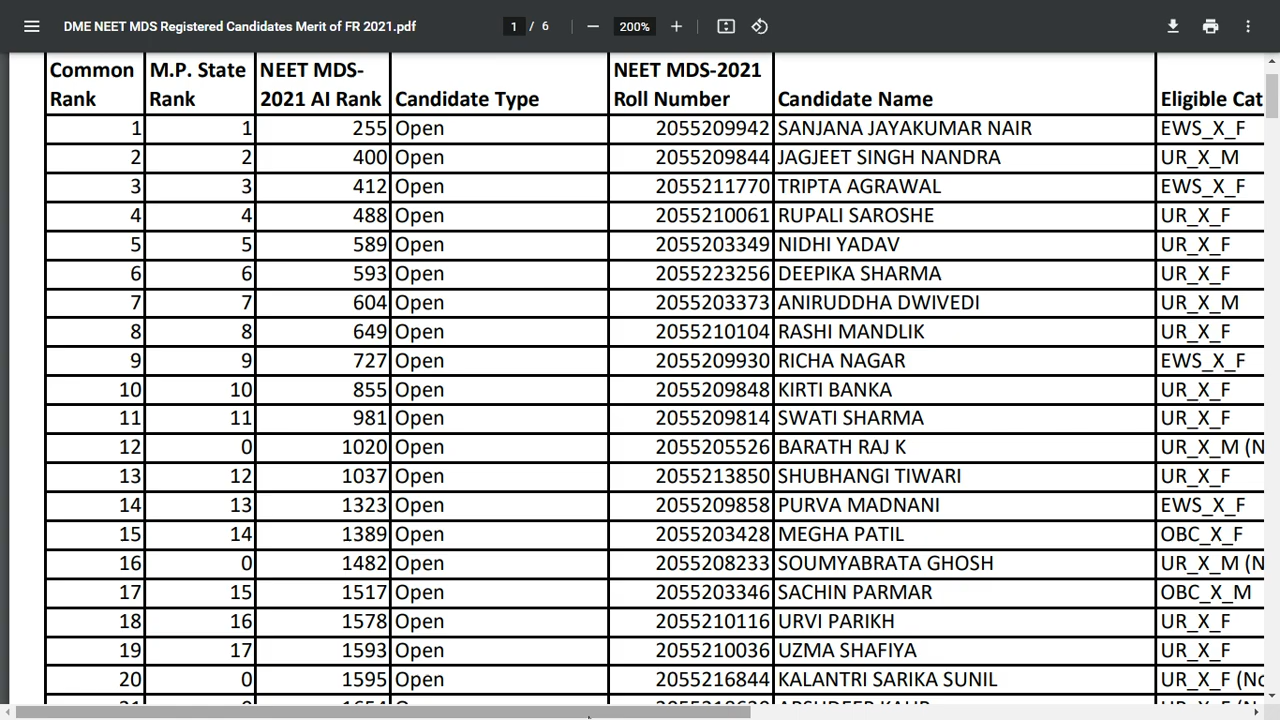 DME NEET MDS Registered Candidates Merit of FR 2021.pdf 1 / 6 200%
Common Rank M.P. State Rank NEET MDS-2021 AI Rank Candidate Type NEET MDS-2021 Roll Number Candidate Name Eligible Cat
1 1 255 Open 2055209942 SANJANA JAYAKUMAR NAIR EWS_X_F
2 2 400 Open 2055209844 JAGJEET SINGH NANDRA UR_X_M
3 3 412 Open 2055211770 TRIPTA AGRAWAL EWS_X_F
4 4 488 Open 2055210061 RUPALI SAROSHE UR_X_F
5 5 589 Open 2055203349 NIDHI YADAV UR_X_F
6 6 593 Open 2055223256 DEEPIKA SHARMA UR_X_F
7 7 604 Open 2055203373 ANIRUDDHA DWIVEDI UR_X_M
8 8 649 Open 2055210104 RASHI MANDLIK UR_X_F
9 9 727 Open 2055209930 RICHA NAGAR EWS_X_F
10 10 855 Open 2055209848 KIRTI BANKA UR_X_F
11 11 981 Open 2055209814 SWATI SHARMA UR_X_F
12 0 1020 Open 2055205526 BARATH RAJ K UR_X_M (N
13 12 1037 Open 2055213850 SHUBHANGI TIWARI UR_X_F
14 13 1323 Open 2055209858 PURVA MADNANI EWS_X_F
15 14 1389 Open 2055203428 MEGHA PATIL OBC_X_F
16 0 1482 Open 2055208233 SOUMYABRATA GHOSH UR_X_M (N
17 15 1517 Open 2055203346 SACHIN PARMAR OBC_X_M
18 16 1578 Open 2055210116 URVI PARIKH UR_X_F
19 17 1593 Open 2055210036 UZMA SHAFIYA UR_X_F
20 0 1595 Open 2055216844 KALANTRI SARIKA SUNIL UR_X_F (No